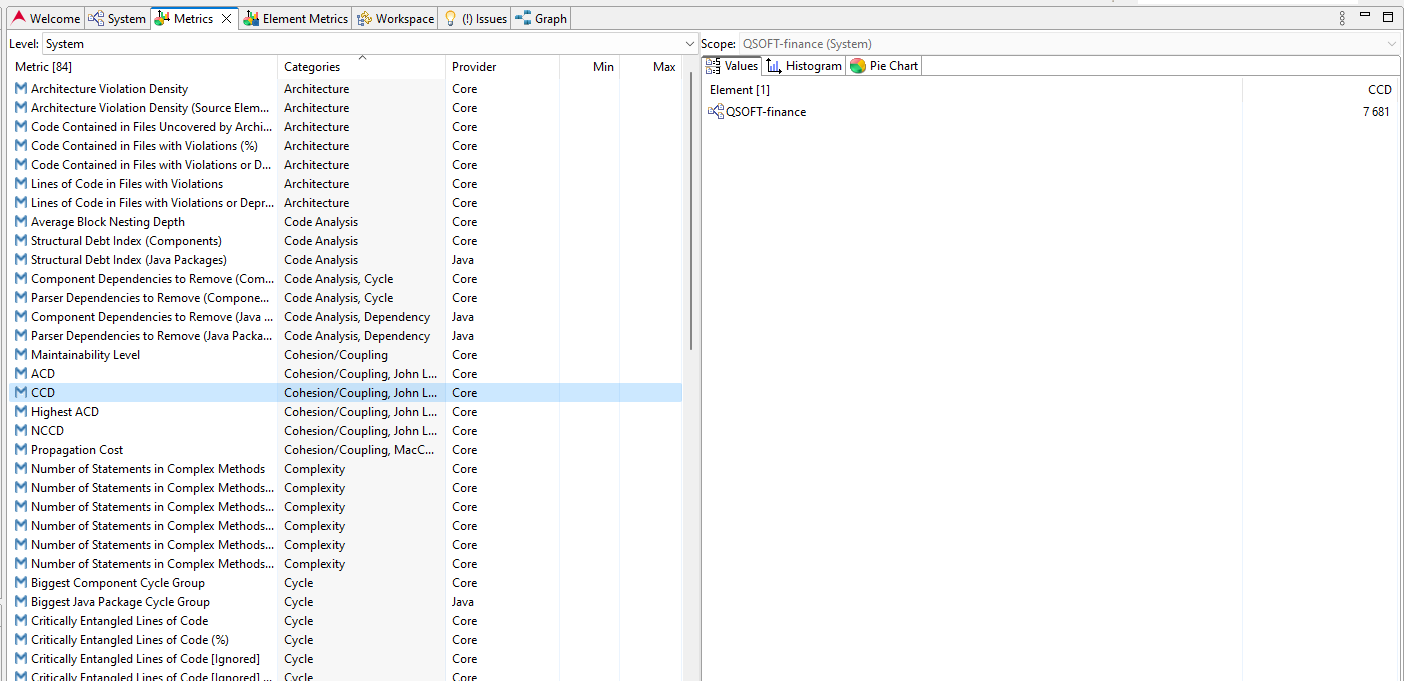 Welcome System Metrics Element Metrics Workspace (!) Issues Graph
Level: System
Metric [84] Categories Provider Min Max
Architecture Violation Density Architecture Core
Architecture Violation Density (Source Elem... Architecture Core
Code Contained in Files Uncovered by Archi... Architecture Core
Code Contained in Files with Violations (%) Architecture Core
Code Contained in Files with Violations or D... Architecture Core
Lines of Code in Files with Violations Architecture Core
Lines of Code in Files with Violations or Depr... Architecture Core
Average Block Nesting Depth Code Analysis Core
Structural Debt Index (Components) Code Analysis Core
Structural Debt Index (Java Packages) Code Analysis Java
Component Dependencies to Remove (Com... Code Analysis, Cycle Core
Parser Dependencies to Remove (Compone... Code Analysis, Cycle Core
Component Dependencies to Remove (Java ... Code Analysis, Dependency Java
Parser Dependencies to Remove (Java Packa... Code Analysis, Dependency Java
Maintainability Level Cohesion/Coupling Core
ACD Cohesion/Coupling, John L... Core
CCD Cohesion/Coupling, John L... Core
Highest ACD Cohesion/Coupling, John L... Core
NCCD Cohesion/Coupling, John L... Core
Propagation Cost Cohesion/Coupling, MacC... Core
Number of Statements in Complex Methods Complexity Core
Number of Statements in Complex Methods... Complexity Core
Number of Statements in Complex Methods... Complexity Core
Number of Statements in Complex Methods... Complexity Core
Number of Statements in Complex Methods... Complexity Core
Number of Statements in Complex Methods... Complexity Core
Biggest Component Cycle Group Cycle Core
Biggest Java Package Cycle Group Cycle Java
Critically Entangled Lines of Code Cycle Core
Critically Entangled Lines of Code (%) Cycle Core
Critically Entangled Lines of Code [Ignored] Cycle Core
Critically Entangled Lines of Code [Ignored] ... Cycle Core
Scope: QSOFT-finance (System)
Values Histogram Pie Chart
Element [1] CCD
QSOFT-finance 7 681